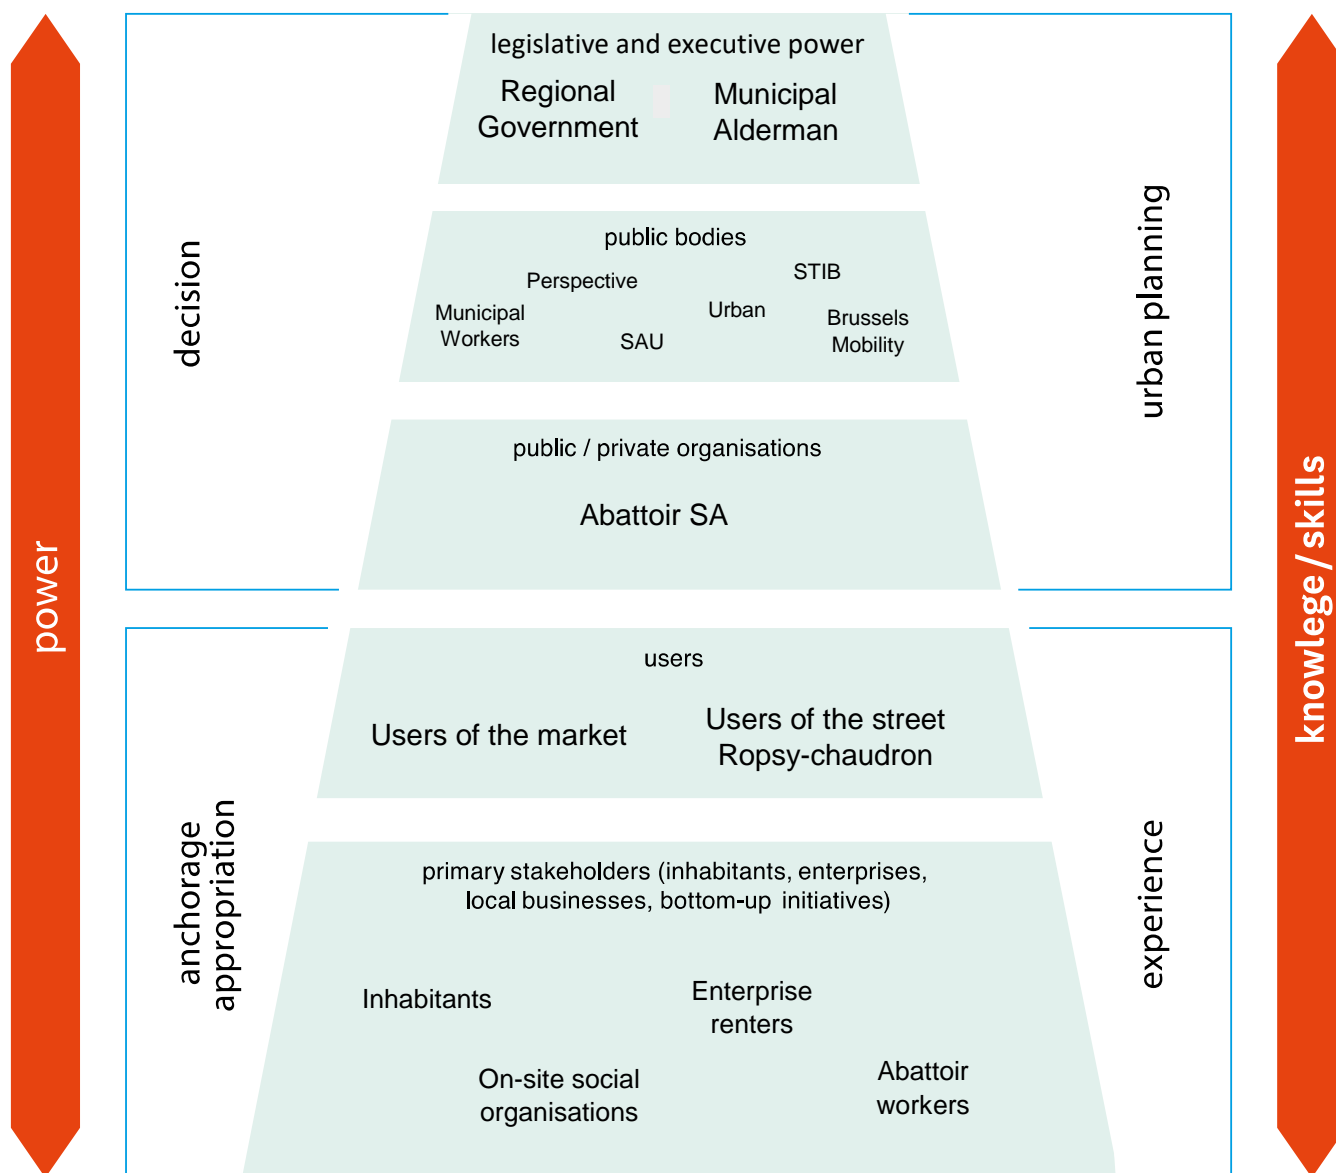 legislative and executive power
Regional
Government
Municipal
Alderman
public bodies
Perspective
STIB
Municipal
Workers
SAU
Urban
Brussels
Mobility
public / private organisations
Abattoir SA
decision
urban planning
power
knowlege / skills
users
Users of the market
Users of the street
Ropsy-chaudron
anchorage
appropriation
experience
primary stakeholders (inhabitants, enterprises,
local businesses, bottom-up initiatives)
Inhabitants
Enterprise
renters
On-site social
organisations
Abattoir
workers